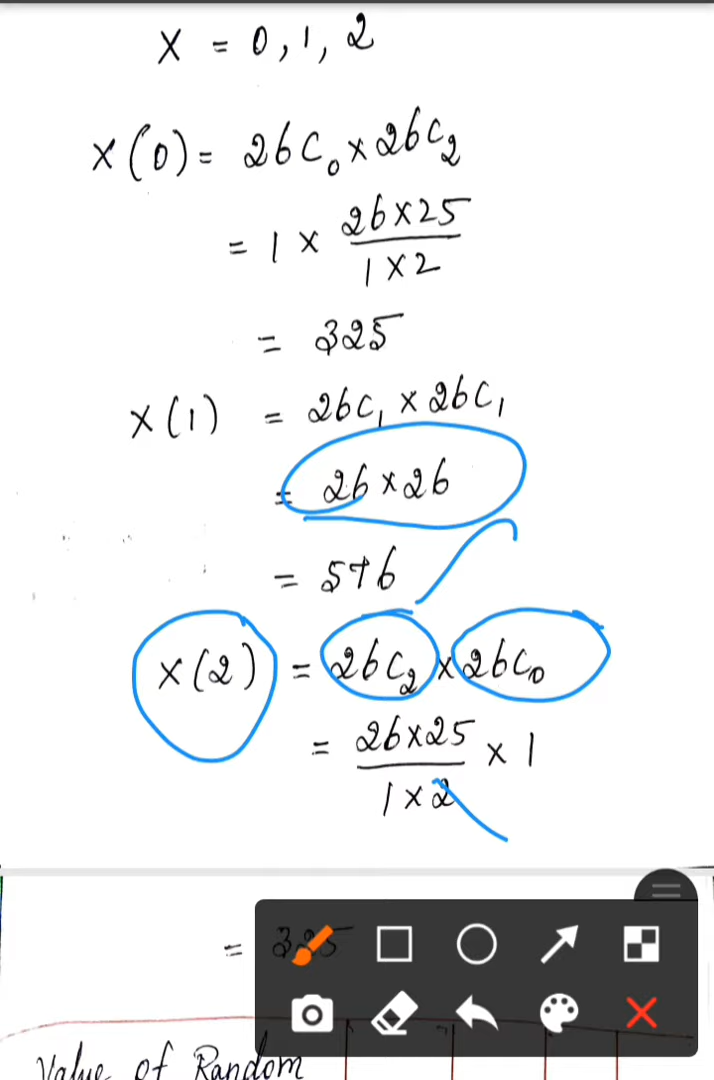 X = 0, 1, 2
X(0) = 26C₀ × 26C₂
= 1 × 26×25 / 1×2
= 325
X(1) = 26C₁ × 26C₁
= 26 × 26
= 576
X(2) = 26C₂ × 26C₀
= 26×25 / 1×2 × 1
= 325
Value of Random